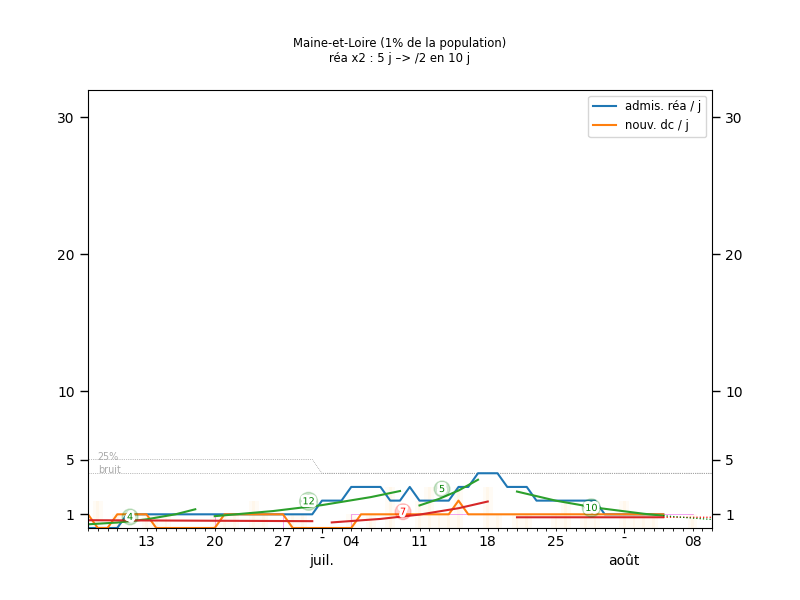 Maine-et-Loire (1% de la population)
réa x2 : 5 j –> /2 en 10 j
admis. réa / j
nouv. dc / j
30 30
20 20
10 10
25%
bruit
5 5
1 1
4 12 7 5 10
13 20 27 - 04 11 18 25 - 08
juil. août